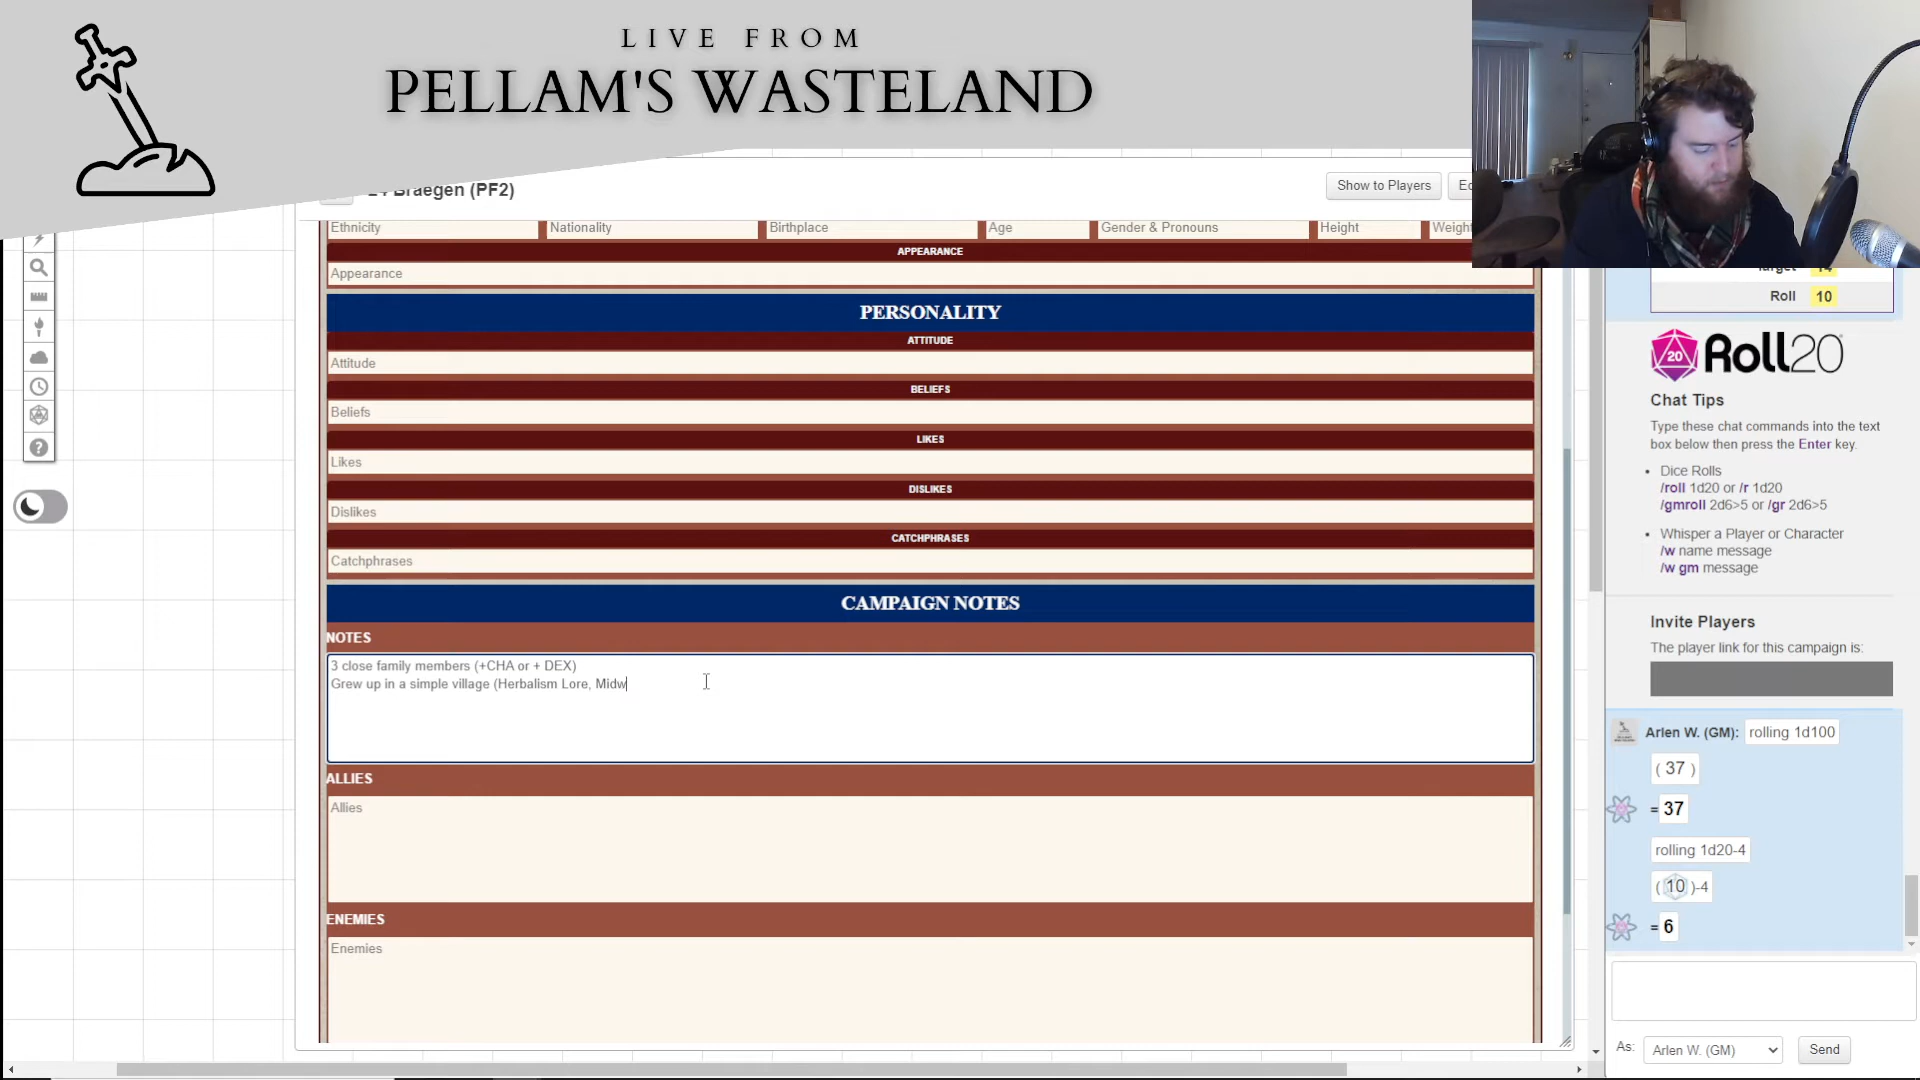 LIVE FROM
PELLAM'S WASTELAND
Braegen (PF2)
Show to Players
Ethnicity
Nationality
Birthplace
Age
Gender & Pronouns
Height
Weight
APPEARANCE
Appearance
PERSONALITY
ATTITUDE
Attitude
BELIEFS
Beliefs
LIKES
Likes
DISLIKES
Dislikes
CATCHPHRASES
Catchphrases
CAMPAIGN NOTES
NOTES
3 close family members (+CHA or + DEX)
Grew up in a simple village (Herbalism Lore, Midw
ALLIES
Allies
ENEMIES
Enemies
Target 14
Roll 10
20
Roll20
Chat Tips
Type these chat commands into the text
box below then press the Enter key.
• Dice Rolls
/roll 1d20 or /r 1d20
/gmroll 2d6>5 or /gr 2d6>5
• Whisper a Player or Character
/w name message
/w gm message
Invite Players
The player link for this campaign is:
Arlen W. (GM): rolling 1d100
( 37 )
= 37
rolling 1d20-4
( 10 )-4
= 6
As: Arlen W. (GM) Send